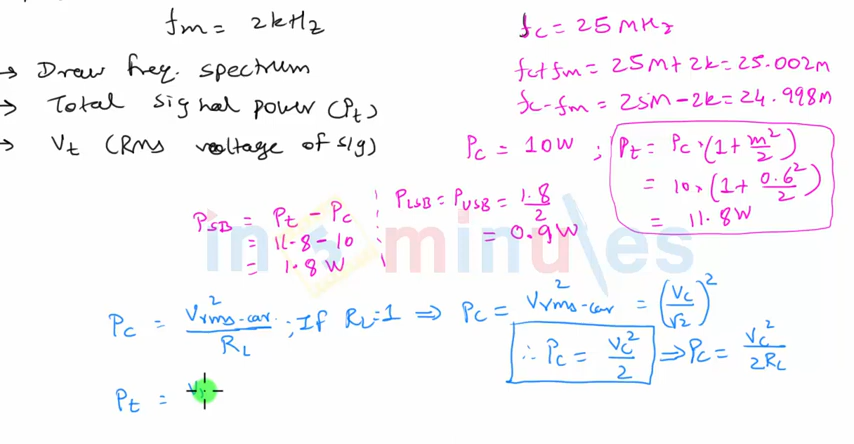 fm = 2kHz
→ Draw freq. spectrum
→ Total signal power (Pt)
→ Vt (Rms voltage of sig)
fc = 25MHz
fc+fm = 25M+2k = 25.002M
fc-fm = 25M-2k = 24.998M
Pc = 10W ; Pt = Pc·(1+m²/2)
= 10×(1+0.6²/2)
= 11.8W
PSB = Pt - Pc
= 11.8-10
= 1.8W
PLSB = PUSB = 1.8/2
= 0.9W
in minutes
Pc = V²rms-car/RL ; If RL=1 ⇒ Pc = V²rms-car = (Vc/√2)²
∴ Pc = Vc²/2 ⇒ Pc = Vc²/2RL
Pt =